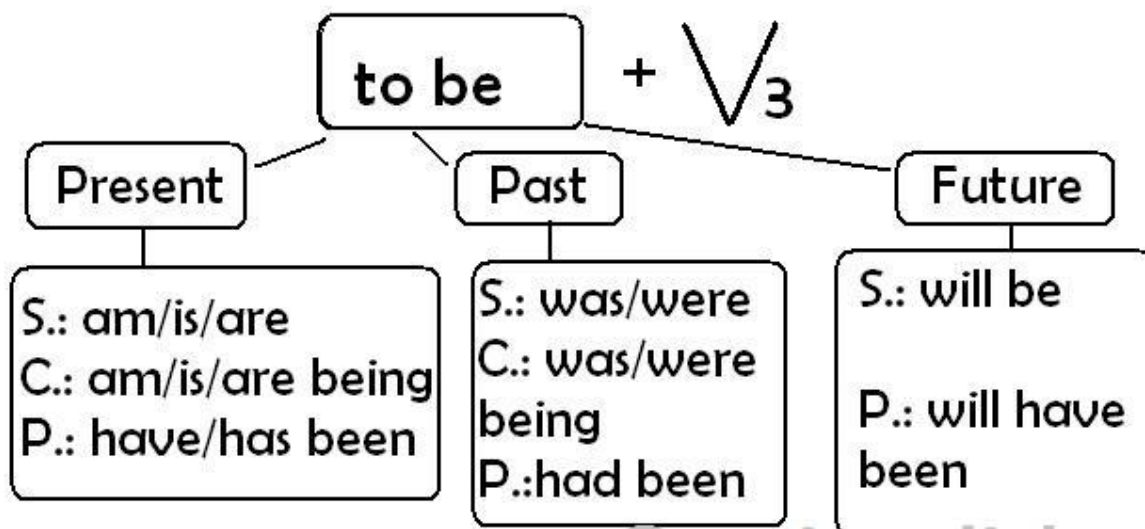 to be + V3
Present
Past
Future
S.: am/is/are
C.: am/is/are being
P.: have/has been
S.: was/were
C.: was/were
being
P.:had been
S.: will be
P.: will have
been